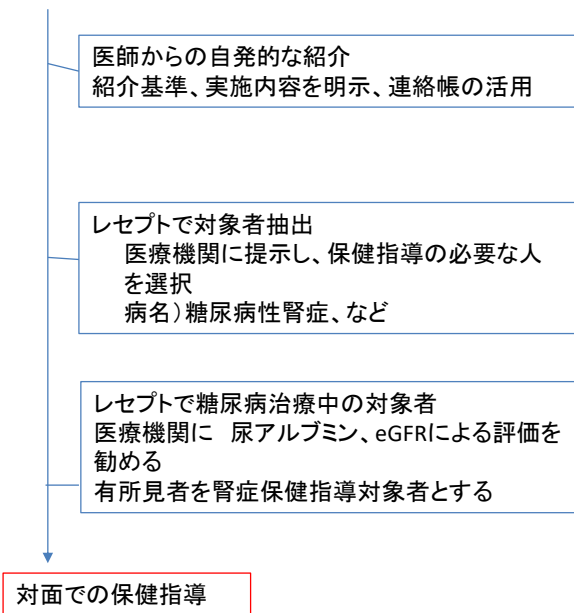 医師からの自発的な紹介
紹介基準、実施内容を明示、連絡帳の活用
レセプトで対象者抽出
医療機関に提示し、保健指導の必要な人
を選択
病名）糖尿病性腎症、など
レセプトで糖尿病治療中の対象者
医療機関に　尿アルブミン、eGFRによる評価を
勧める
有所見者を腎症保健指導対象者とする
対面での保健指導